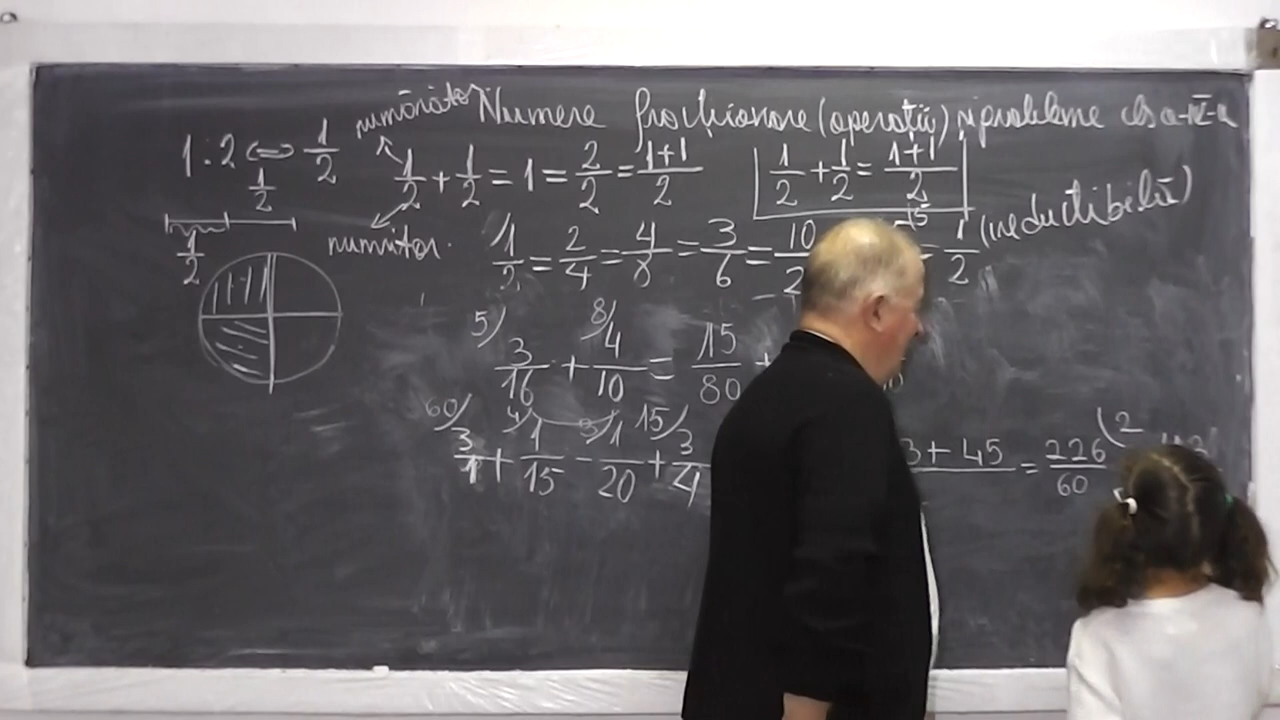 numărător Numere fracționare (operații) și probleme cls a-IV-a
1:2 ⇔ 1/2
1/2 + 1/2 = 1 = 2/2 = 1+1/2
1/2 + 1/2 = 1+1/2
1/2
1/2
numitor.
1/2 = 2/4 = 4/8 = 3/6 = 10 15 = 1/2 (ireductibilă)
5/ 3/16 + 8/ 4/10 = 15/80 +
60/ 3/1 + 4/ 1/15 - 3/ 1/20 + 15/ 3/4 3 + 45 = 226/60 (2